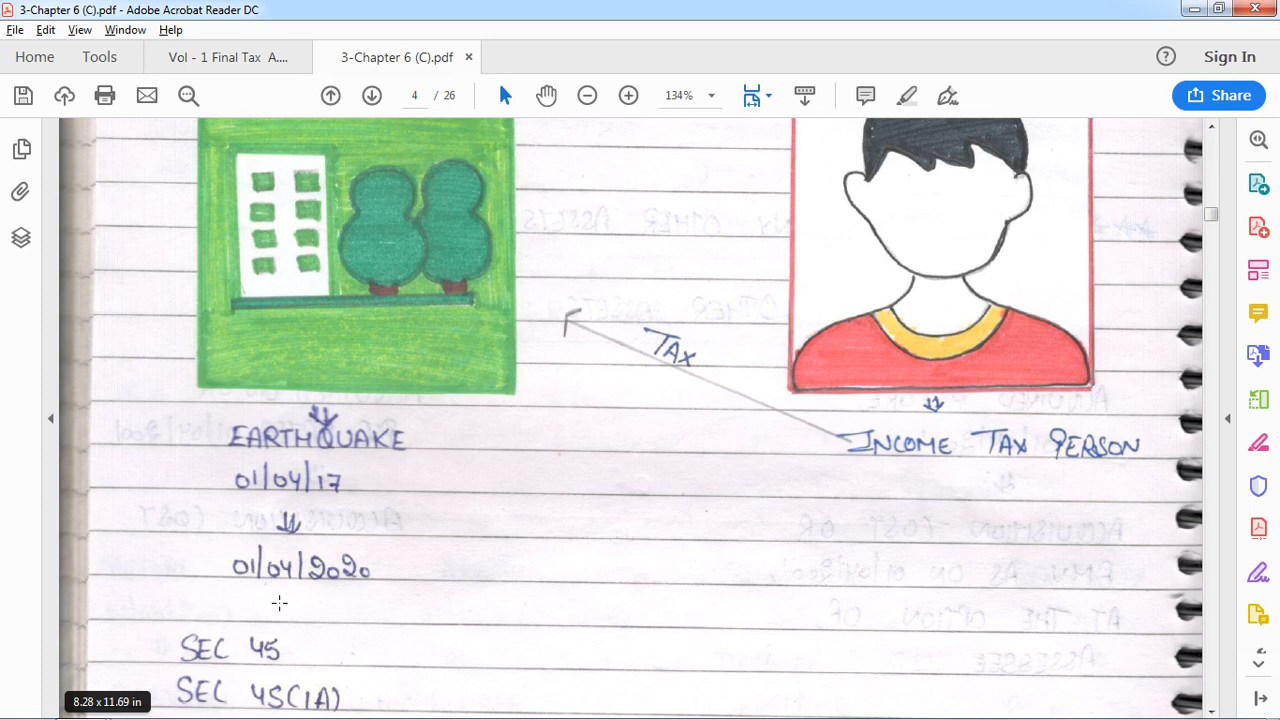 3-Chapter 6 (C).pdf - Adobe Acrobat Reader DC
File Edit View Window Help
Home Tools Vol - 1 Final Tax A.... 3-Chapter 6 (C).pdf × Sign In
4 / 26 134% Share
TAX
EARTHQUAKE
INCOME TAX PERSON
01/04/17
01/04/2020
SEC 45
SEC 45(1A)
8.28 x 11.69 in